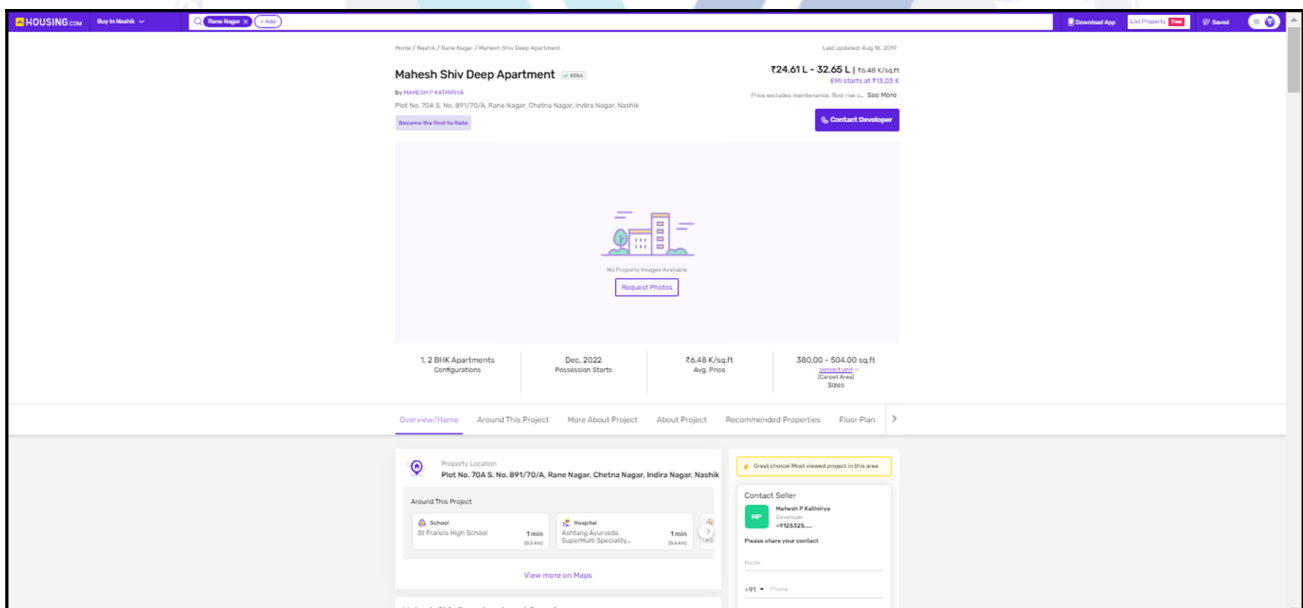 HOUSING.COM
Buy in Nashik
Rane Nagar ×
+ Add
Download App
List Property Free
Saved
Home / Nashik / Rane Nagar / Mahesh Shiv Deep Apartment
Last updated: Aug 16, 2019
Mahesh Shiv Deep Apartment
RERA
₹24.61 L - 32.65 L | ₹6.48 K/sq.ft
EMI starts at ₹13.03 K
By MAHESH P KATHIRIYA
Price excludes maintenance, floor rise c... See More
Plot No. 70A S. No. 891/70/A, Rane Nagar, Chetna Nagar, Indira Nagar, Nashik
Become the first to Rate
Contact Developer
No Property Images Available
Request Photos
1, 2 BHK Apartments
Configurations
Dec, 2022
Possession Starts
₹6.48 K/sq.ft
Avg. Price
380.00 - 504.00 sq.ft
convert unit
(Carpet Area)
Sizes
Overview/Home Around This Project More About Project About Project Recommended Properties Floor Plan
Property Location
Plot No. 70A S. No. 891/70/A, Rane Nagar, Chetna Nagar, Indira Nagar, Nashik
Around This Project
School
St Francis High School
1 min
(0.2 km)
Hospital
Ashtang Ayurveda
SuperMulti Speciality...
1 min
(0.6 km)
View more on Maps
Great choice! Most viewed project in this area
Contact Seller
MP
Mahesh P Kathiriya
Developer
+9125325.....
Please share your contact
Name
+91 Phone